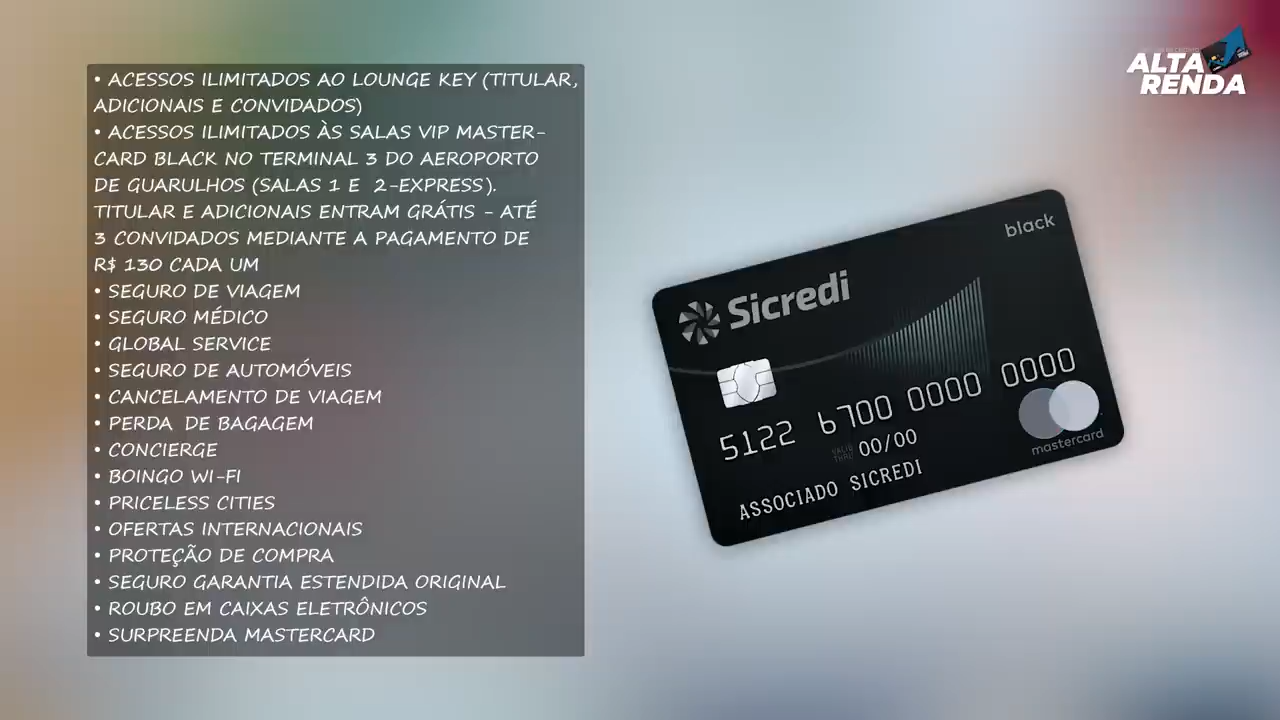 • ACESSOS ILIMITADOS AO LOUNGE KEY (TITULAR,
ADICIONAIS E CONVIDADOS)
• ACESSOS ILIMITADOS ÀS SALAS VIP MASTER-
CARD BLACK NO TERMINAL 3 DO AEROPORTO
DE GUARULHOS (SALAS 1 E 2-EXPRESS).
TITULAR E ADICIONAIS ENTRAM GRÁTIS - ATÉ
3 CONVIDADOS MEDIANTE A PAGAMENTO DE
R$ 130 CADA UM
• SEGURO DE VIAGEM
• SEGURO MÉDICO
• GLOBAL SERVICE
• SEGURO DE AUTOMÓVEIS
• CANCELAMENTO DE VIAGEM
• PERDA DE BAGAGEM
• CONCIERGE
• BOINGO WI-FI
• PRICELESS CITIES
• OFERTAS INTERNACIONAIS
• PROTEÇÃO DE COMPRA
• SEGURO GARANTIA ESTENDIDA ORIGINAL
• ROUBO EM CAIXAS ELETRÔNICOS
• SURPREENDA MASTERCARD
ALTA
RENDA
black
Sicredi
5122 6700 0000 0000
VALID
THRU 00/00
ASSOCIADO SICREDI
mastercard